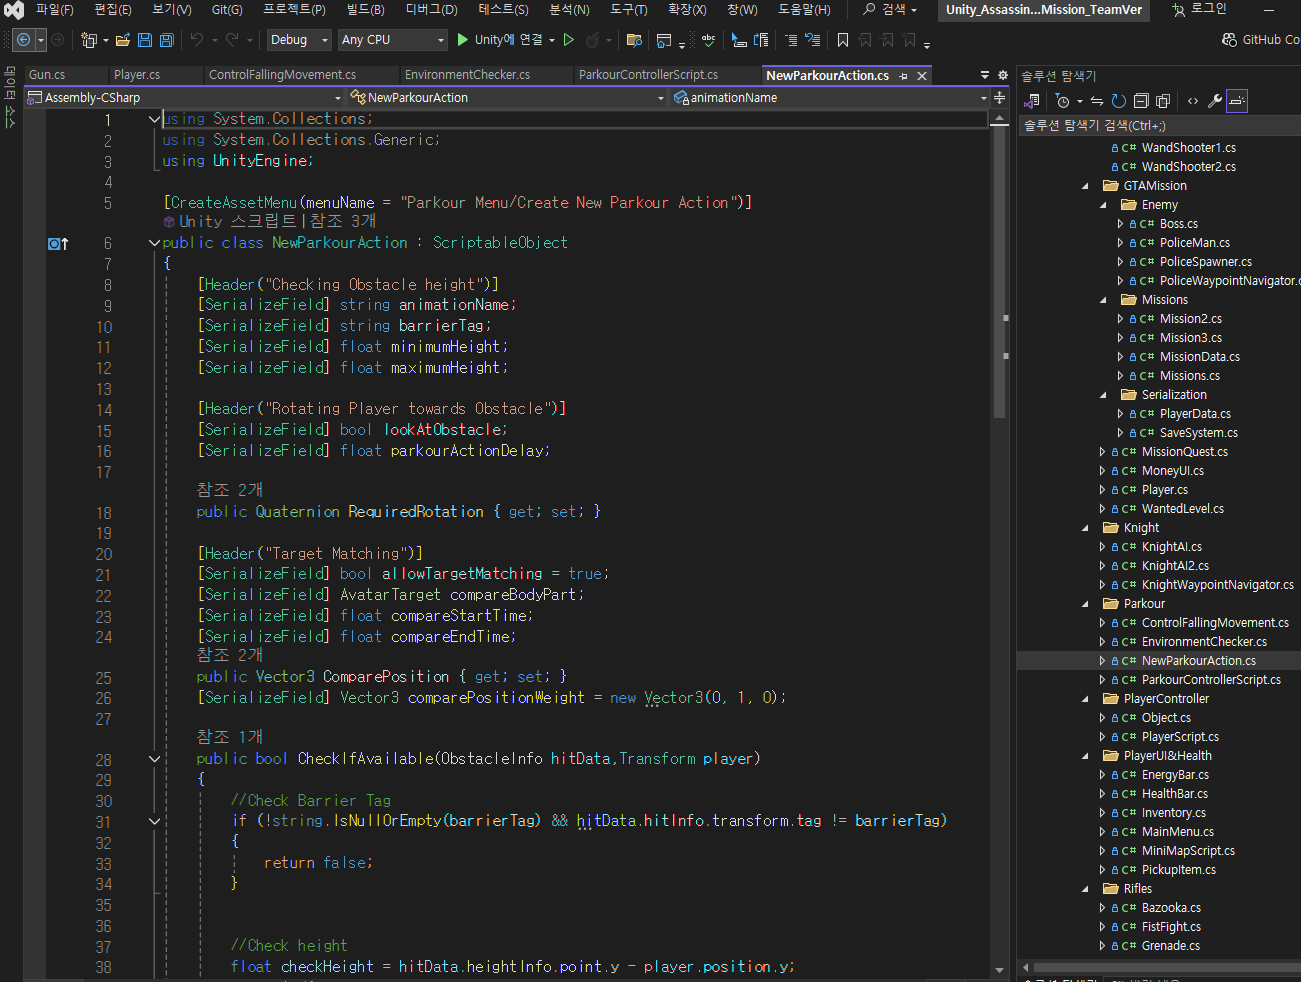 파일(F) 편집(E) 보기(V) Git(G) 프로젝트(P) 빌드(B) 디버그(D) 테스트(S) 분석(N) 도구(T) 확장(X) 창(W) 도움말(H) 검색 Unity_Assassin...Mission_TeamVer 로그인
Debug Any CPU Unity에 연결 GitHub Co
Gun.cs Player.cs ControlFallingMovement.cs EnvironmentChecker.cs ParkourControllerScript.cs NewParkourAction.cs
Assembly-CSharp NewParkourAction animationName
1 using System.Collections;
2 using System.Collections.Generic;
3 using UnityEngine;
4
5 [CreateAssetMenu(menuName = "Parkour Menu/Create New Parkour Action")]
Unity 스크립트|참조 3개
6 public class NewParkourAction : ScriptableObject
7 {
8 [Header("Checking Obstacle height")]
9 [SerializeField] string animationName;
10 [SerializeField] string barrierTag;
11 [SerializeField] float minimumHeight;
12 [SerializeField] float maximumHeight;
13
14 [Header("Rotating Player towards Obstacle")]
15 [SerializeField] bool lookAtObstacle;
16 [SerializeField] float parkourActionDelay;
17
참조 2개
18 public Quaternion RequiredRotation { get; set; }
19
20 [Header("Target Matching")]
21 [SerializeField] bool allowTargetMatching = true;
22 [SerializeField] AvatarTarget compareBodyPart;
23 [SerializeField] float compareStartTime;
24 [SerializeField] float compareEndTime;
참조 2개
25 public Vector3 ComparePosition { get; set; }
26 [SerializeField] Vector3 comparePositionWeight = new Vector3(0, 1, 0);
27
참조 1개
28 public bool CheckIfAvailable(ObstacleInfo hitData,Transform player)
29 {
30 //Check Barrier Tag
31 if (!string.IsNullOrEmpty(barrierTag) && hitData.hitInfo.transform.tag != barrierTag)
32 {
33 return false;
34 }
35
36
37 //Check height
38 float checkHeight = hitData.heightInfo.point.y - player.position.y;
솔루션 탐색기
솔루션 탐색기 검색(Ctrl+;)
C# WandShooter1.cs
C# WandShooter2.cs
GTAMission
Enemy
C# Boss.cs
C# PoliceMan.cs
C# PoliceSpawner.cs
C# PoliceWaypointNavigator.c
Missions
C# Mission2.cs
C# Mission3.cs
C# MissionData.cs
C# Missions.cs
Serialization
C# PlayerData.cs
C# SaveSystem.cs
C# MissionQuest.cs
C# MoneyUI.cs
C# Player.cs
C# WantedLevel.cs
Knight
C# KnightAI.cs
C# KnightAI2.cs
C# KnightWaypointNavigator.cs
Parkour
C# ControlFallingMovement.cs
C# EnvironmentChecker.cs
C# NewParkourAction.cs
C# ParkourControllerScript.cs
PlayerController
C# Object.cs
C# PlayerScript.cs
PlayerUI&Health
C# EnergyBar.cs
C# HealthBar.cs
C# Inventory.cs
C# MainMenu.cs
C# MiniMapScript.cs
C# PickupItem.cs
Rifles
C# Bazooka.cs
C# FistFight.cs
C# Grenade.cs